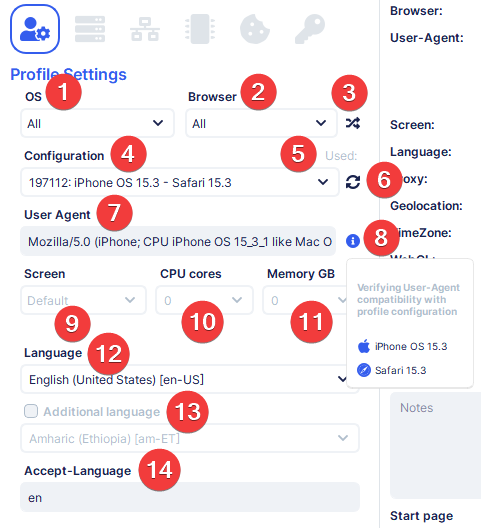 Profile Settings
OS 1
Browser 2
3
All
All
Configuration 4
5 Used:
197112: iPhone OS 15.3 - Safari 15.3
6
User Agent 7
Mozilla/5.0 (iPhone; CPU iPhone OS 15_3_1 like Mac O
8
Screen
CPU cores
Memory GB
Default
0
0
9
10
11
Language 12
English (United States) [en-US]
Additional language 13
Amharic (Ethiopia) [am-ET]
Accept-Language 14
en
Browser:
User-Agent:
Screen:
Language:
oxy:
Geolocation:
imeZone:
Verifying User-Agent
compatibility with
profile configuration
iPhone OS 15.3
Safari 15.3
Notes
Start page